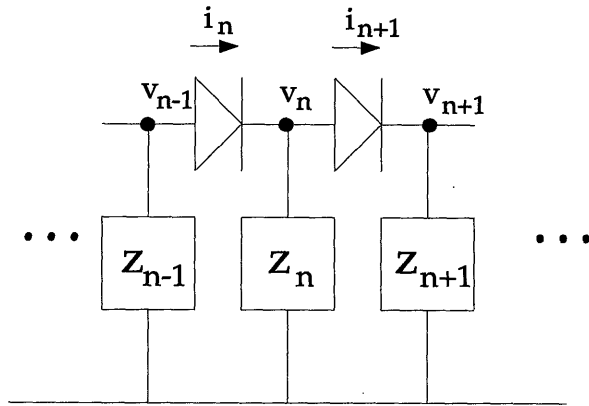 i_n i_{n+1}
v_{n-1} v_n v_{n+1}
... Z_{n-1} Z_n Z_{n+1} ...